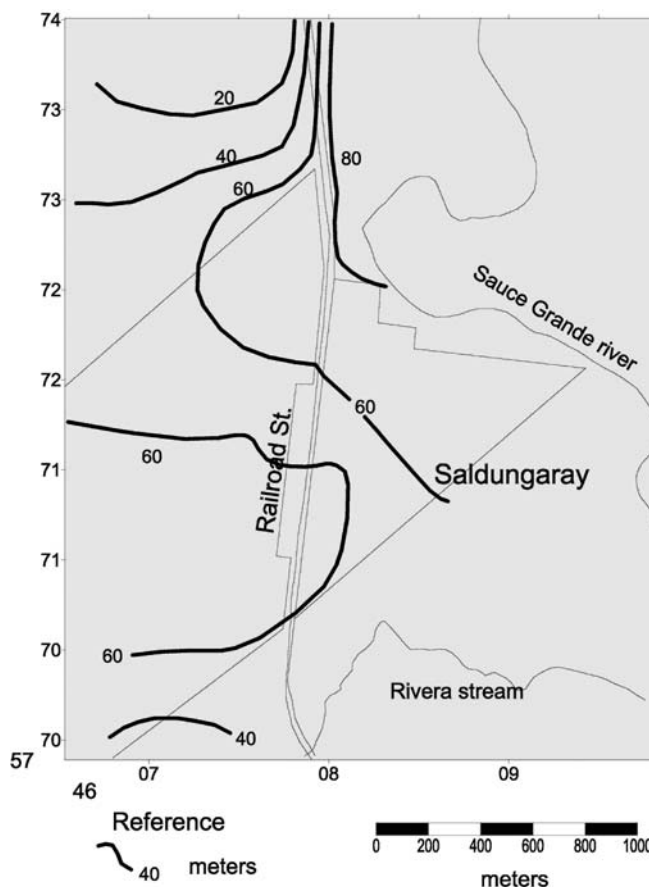 74
73
20
40
60
80
73
72
Sauce Grande river
72
60
60
71
Railroad St.
Saldungaray
71
70
60
Rivera stream
70
40
57
07
08
09
46
Reference
40 meters
0 200 400 600 800 1000
meters